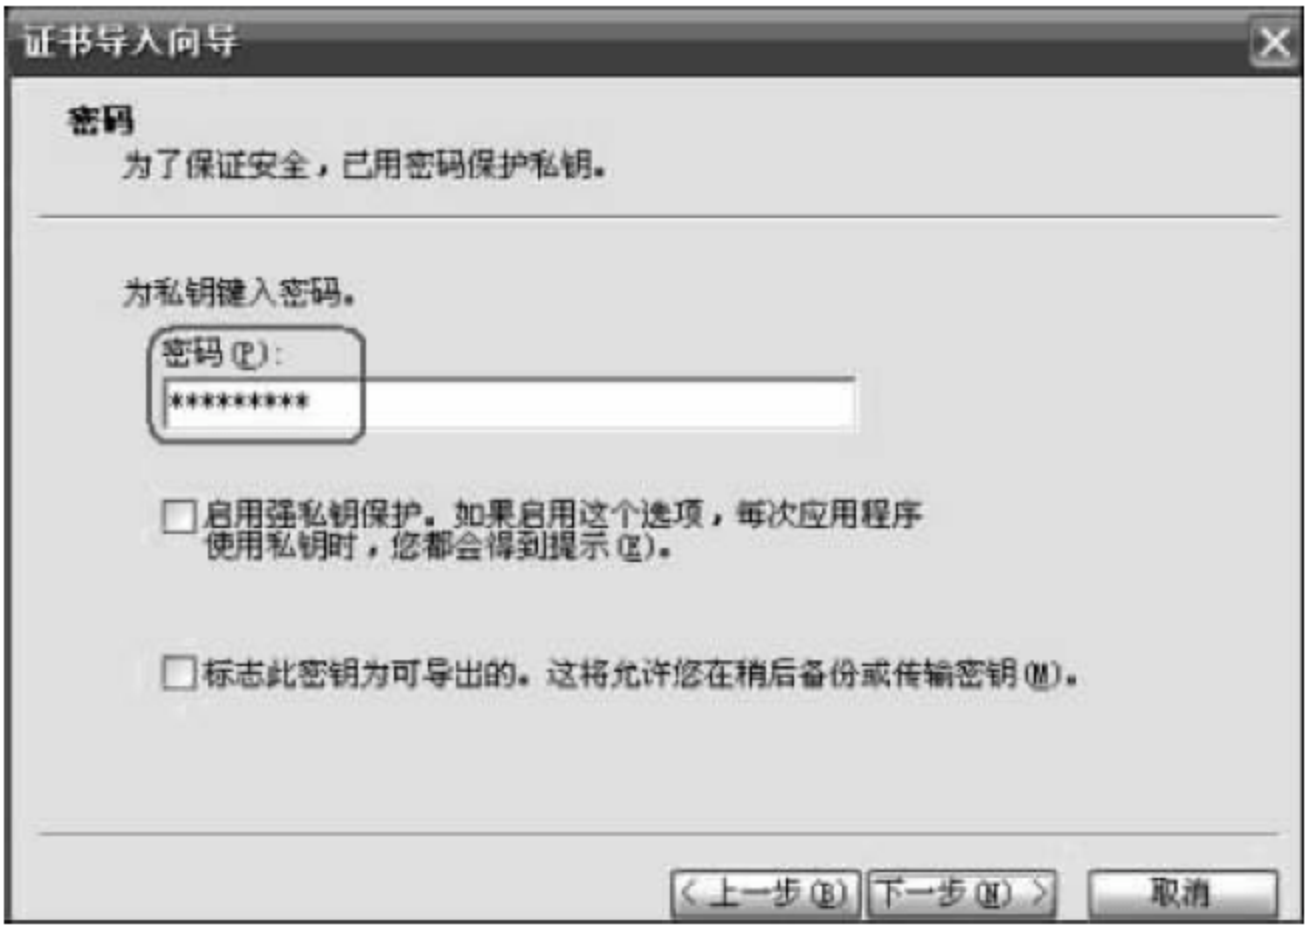 证书导入向导
密码
为了保证安全，已用密码保护私钥。
为私钥键入密码。
密码(P):
*********
启用强私钥保护。如果启用这个选项，每次应用程序
使用私钥时，您都会得到提示(E)。
标志此密钥为可导出的。这将允许您在稍后备份或传输密钥(M)。
< 上一步(B) 下一步(N) > 取消